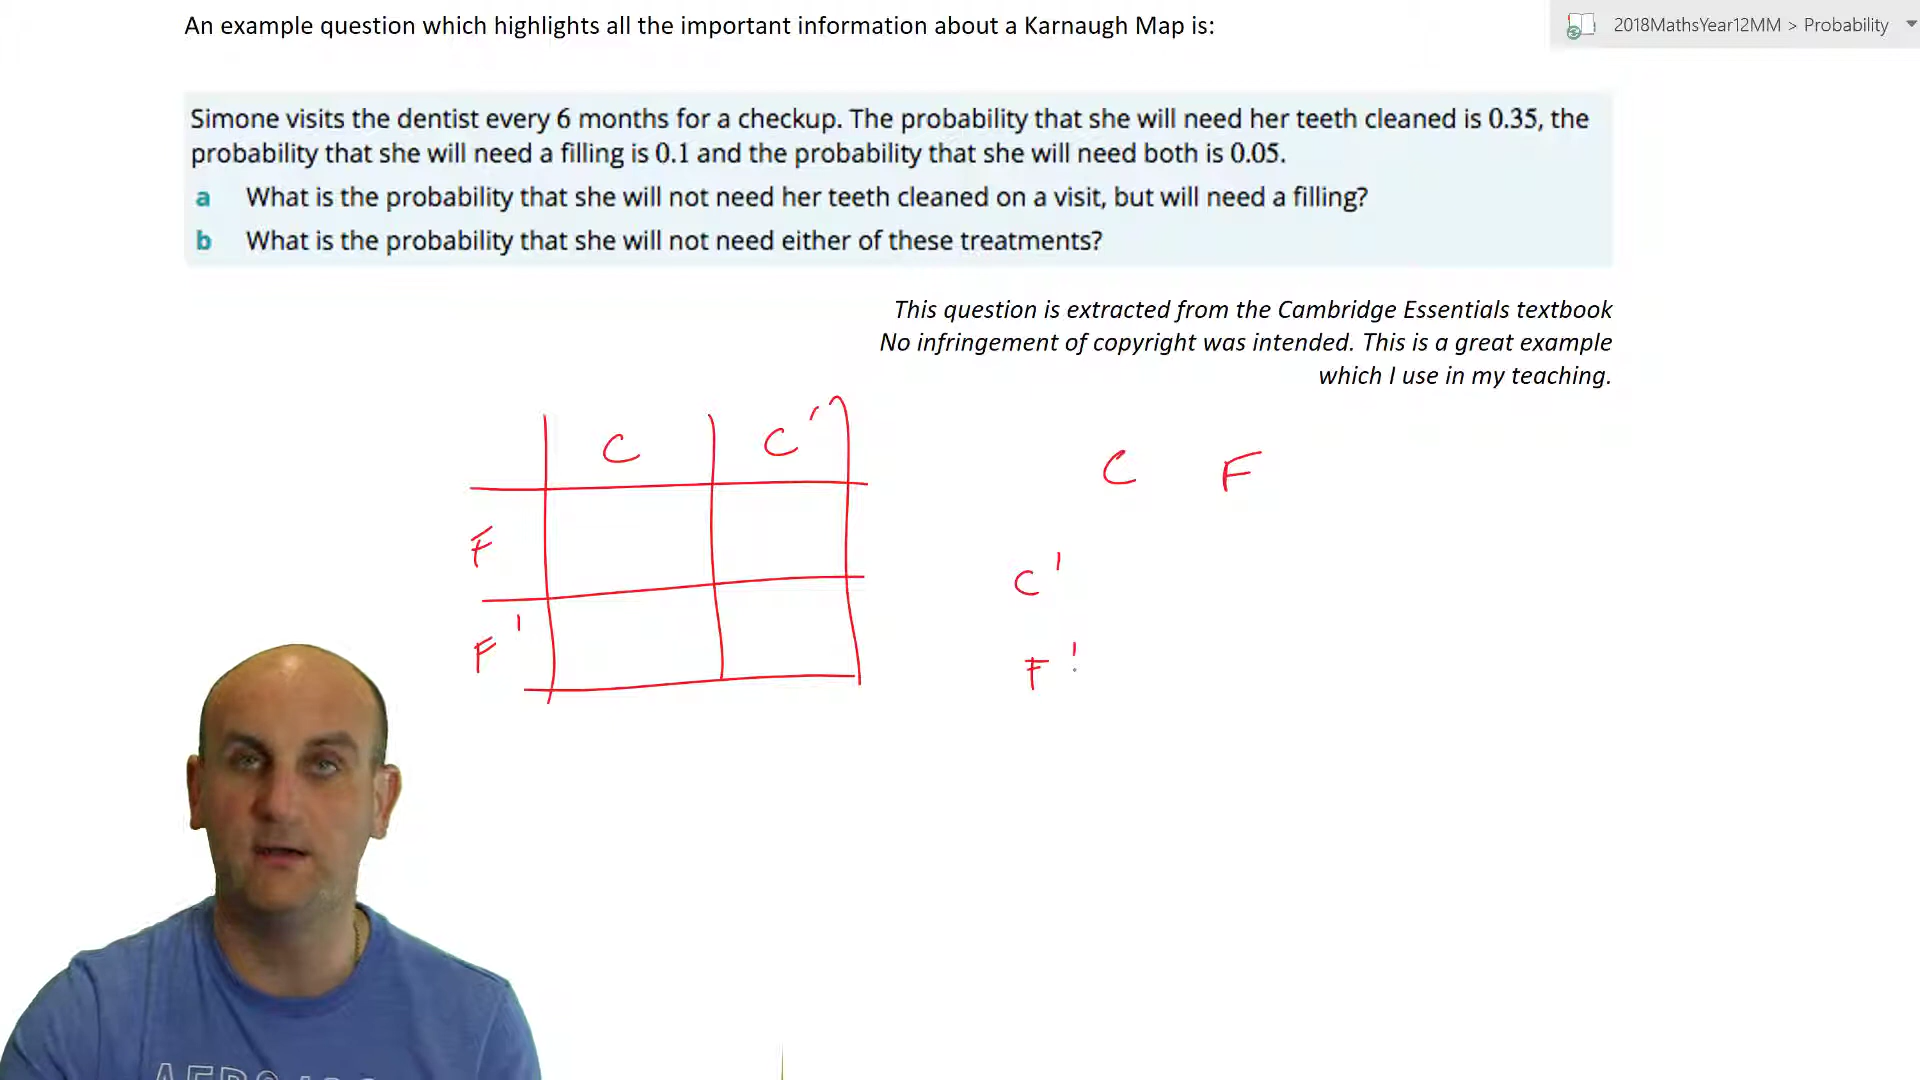 An example question which highlights all the important information about a Karnaugh Map is:
2018MathsYear12MM > Probability
Simone visits the dentist every 6 months for a checkup. The probability that she will need her teeth cleaned is 0.35, the
probability that she will need a filling is 0.1 and the probability that she will need both is 0.05.
a What is the probability that she will not need her teeth cleaned on a visit, but will need a filling?
b What is the probability that she will not need either of these treatments?
This question is extracted from the Cambridge Essentials textbook
No infringement of copyright was intended. This is a great example
which I use in my teaching.
C C'
F
F'
C F
C'
F'